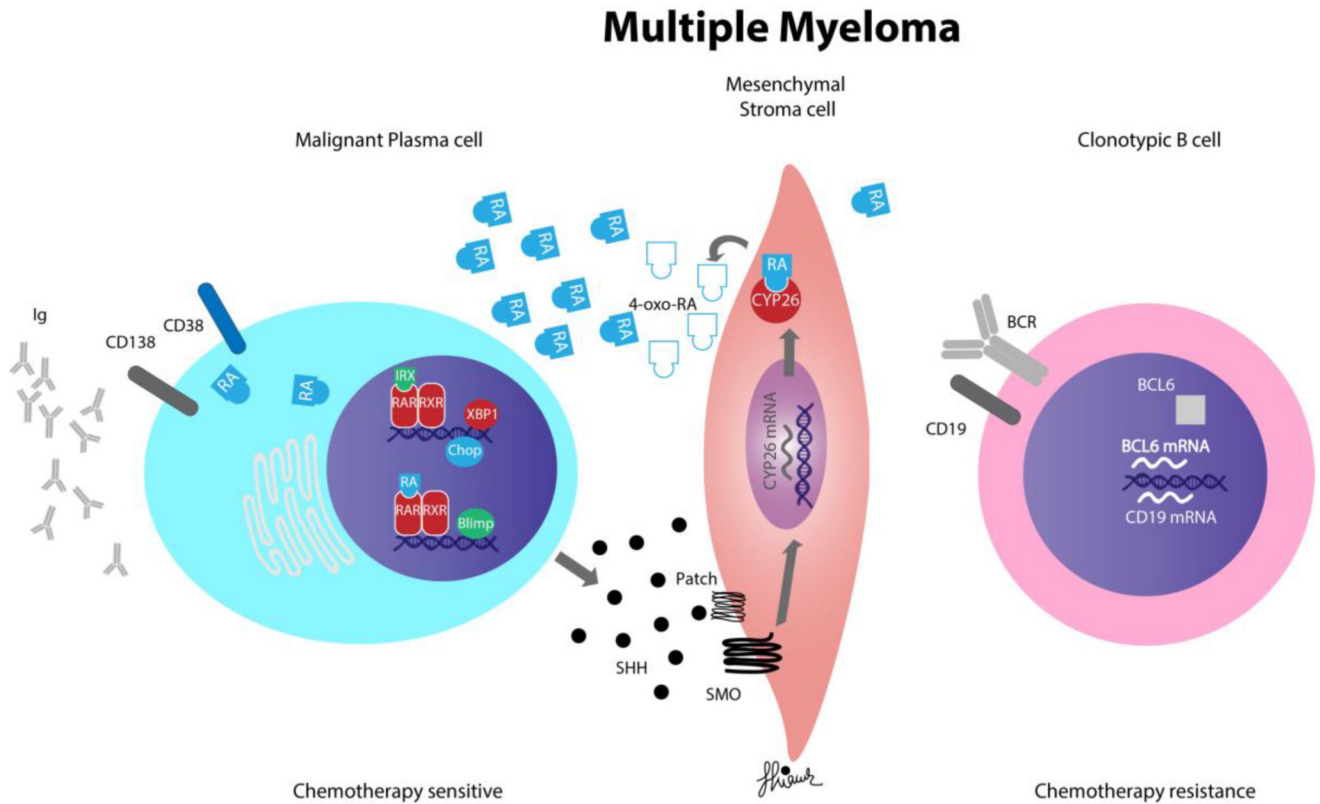 Multiple Myeloma
Mesenchymal
Stroma cell
Malignant Plasma cell
Clonotypic B cell
RA
RA
RA
RA
RA
RA
RA
RA
RA
RA
CYP26
4-oxo-RA
Ig
CD38
CD138
RA
RA
IRX
RAR
RXR
XBP1
Chop
RA
RAR
RXR
Blimp
CYP26 mRNA
BCR
CD19
BCL6
BCL6 mRNA
CD19 mRNA
Patch
SHH
SMO
Chemotherapy sensitive
Chemotherapy resistance